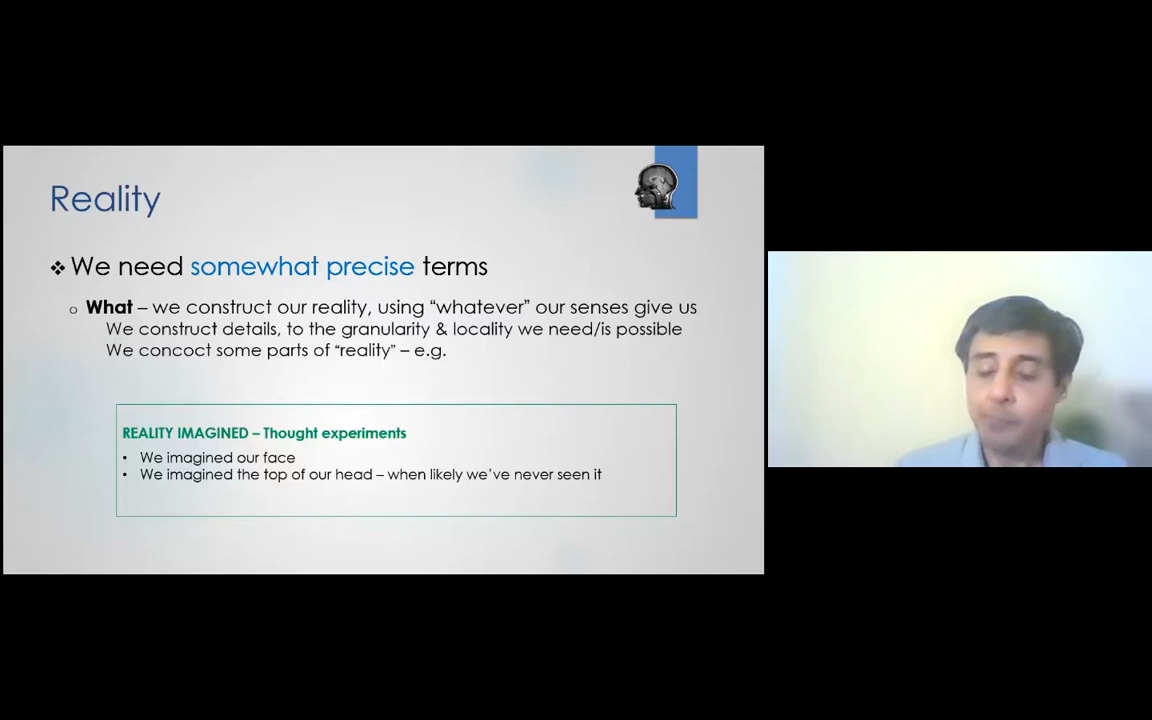 Reality
❖ We need somewhat precise terms
o What – we construct our reality, using “whatever” our senses give us
We construct details, to the granularity & locality we need/is possible
We concoct some parts of “reality” – e.g.
REALITY IMAGINED – Thought experiments
• We imagined our face
• We imagined the top of our head – when likely we’ve never seen it